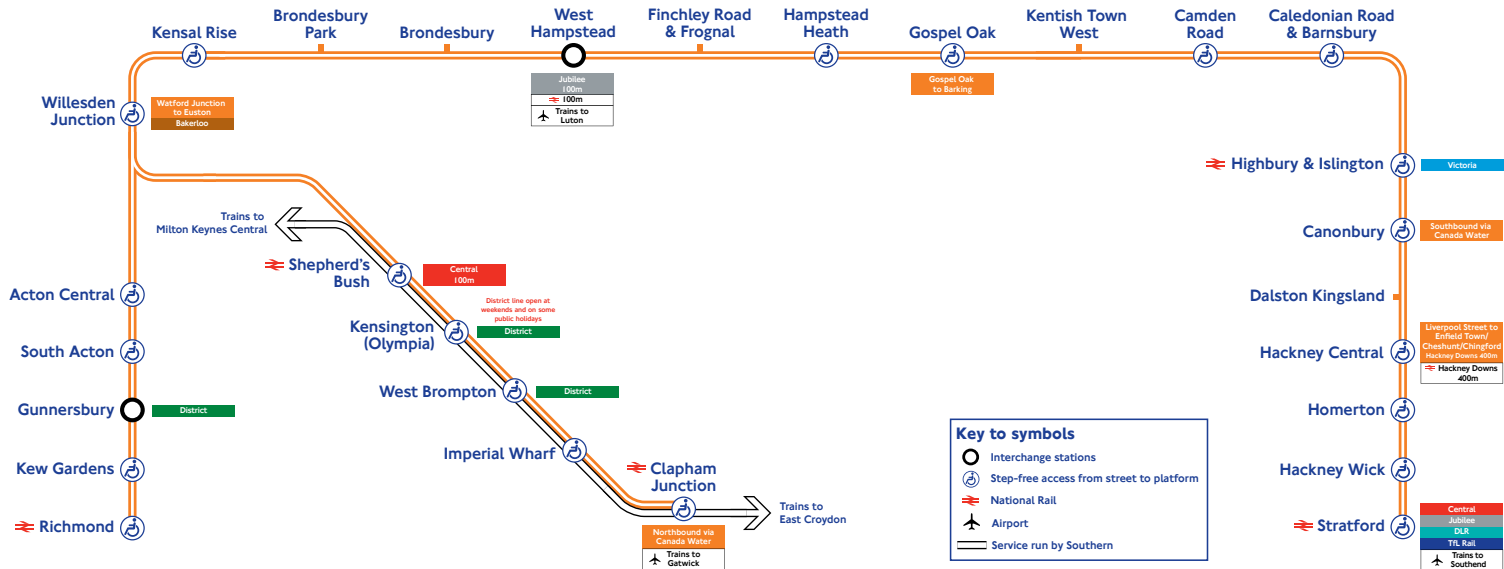 Kensal Rise
Brondesbury
Park
Brondesbury
West
Hampstead
Finchley Road
& Frognal
Hampstead
Heath
Gospel Oak
Kentish Town
West
Camden
Road
Caledonian Road
& Barnsbury
Jubilee
100m
100m
Trains to
Luton
Gospel Oak
to Barking
Willesden
Junction
Watford Junction
to Euston
Bakerloo
Highbury & Islington
Victoria
Canonbury
Southbound via
Canada Water
Dalston Kingsland
Hackney Central
Liverpool Street to
Enfield Town/
Cheshunt/Chingford
Hackney Downs 400m
Hackney Downs
400m
Homerton
Hackney Wick
Stratford
Central
Jubilee
DLR
TfL Rail
Trains to
Southend
Trains to
Milton Keynes Central
Shepherd's
Bush
Central
100m
Kensington
(Olympia)
District line open at
weekends and on some
public holidays
District
West Brompton
District
Imperial Wharf
Clapham
Junction
Northbound via
Canada Water
Trains to
Gatwick
Trains to
East Croydon
Acton Central
South Acton
Gunnersbury
District
Kew Gardens
Richmond
Key to symbols
Interchange stations
Step-free access from street to platform
National Rail
Airport
Service run by Southern